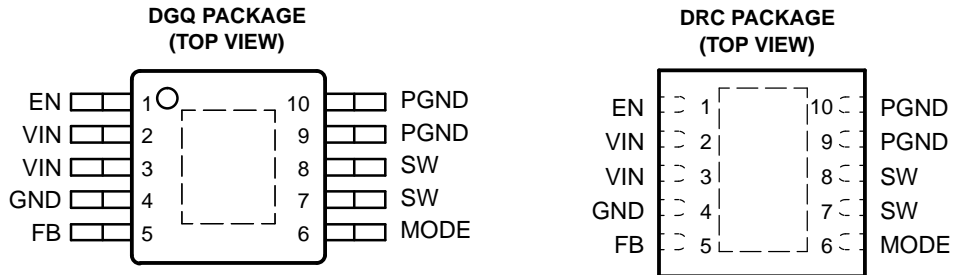 DGQ PACKAGE
(TOP VIEW)
EN 1 10 PGND
VIN 2 9 PGND
VIN 3 8 SW
GND 4 7 SW
FB 5 6 MODE
DRC PACKAGE
(TOP VIEW)
EN 1 10 PGND
VIN 2 9 PGND
VIN 3 8 SW
GND 4 7 SW
FB 5 6 MODE